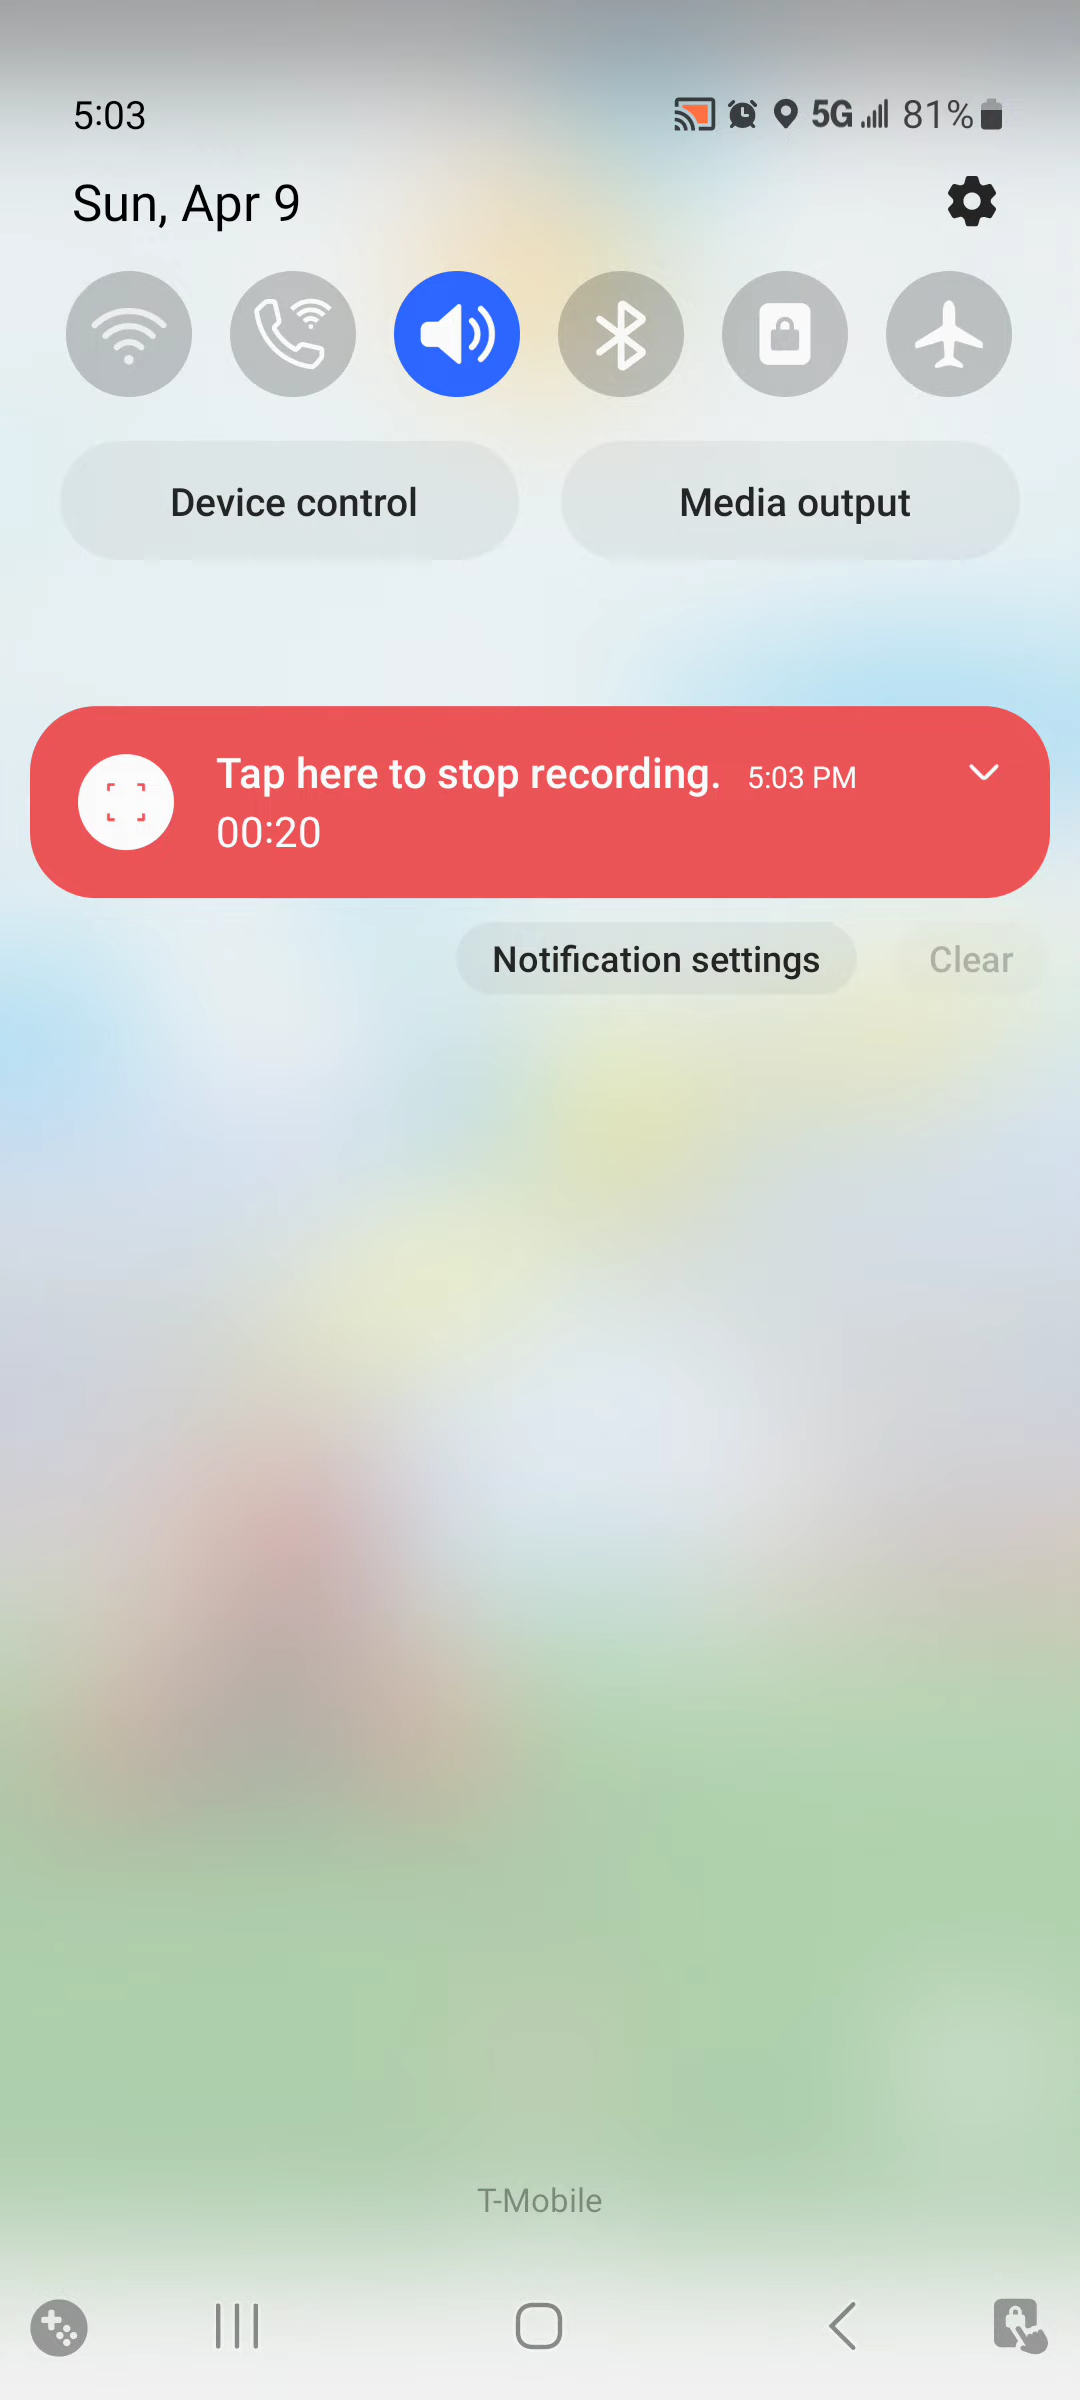 5:03 5G 81%
Sun, Apr 9
Device control Media output
Tap here to stop recording. 5:03 PM
00:20
Notification settings Clear
T-Mobile